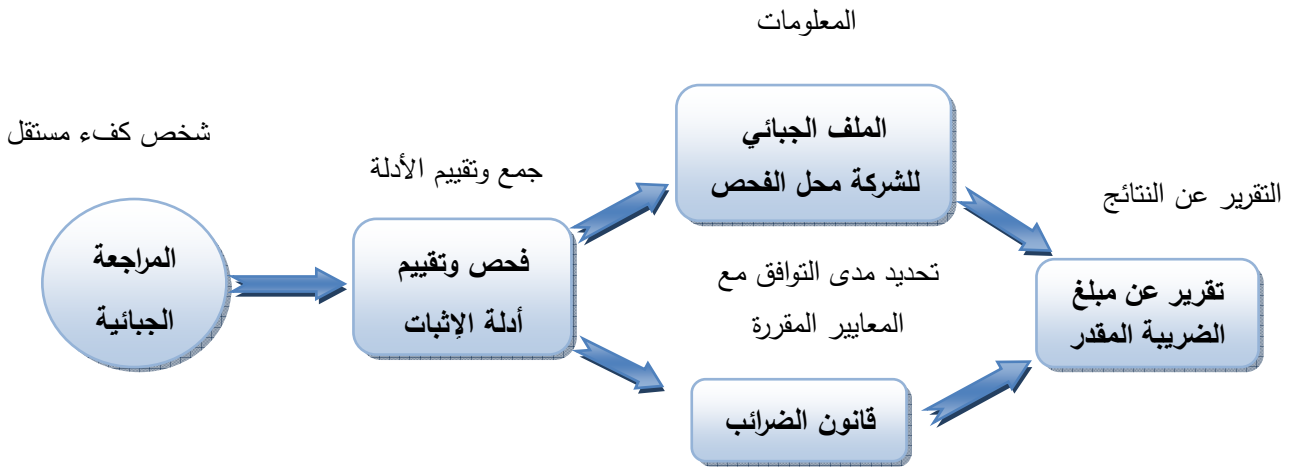 المعلومات
شخص كفء مستقل
المراجعة
الجبائية
جمع وتقييم الأدلة
فحص وتقييم
أدلة الإثبات
الملف الجبائي
للشركة محل الفحص
تحديد مدى التوافق مع
المعايير المقررة
قانون الضرائب
التقرير عن النتائج
تقرير عن مبلغ
الضريبة المقدر